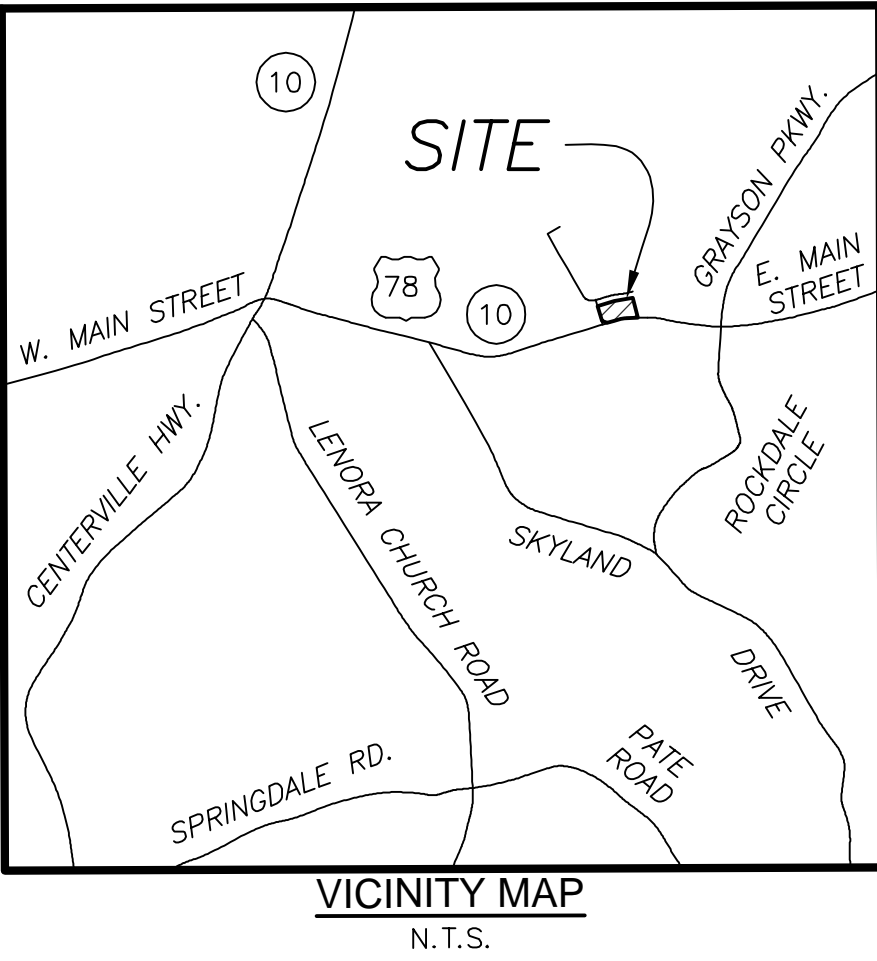 10
SITE
GRAYSON PKWY.
E. MAIN
STREET
78
10
W. MAIN STREET
CENTERVILLE HWY.
LENORA CHURCH ROAD
ROCKDALE
CIRCLE
SKYLAND
DRIVE
PATE
ROAD
SPRINGDALE RD.
VICINITY MAP
N.T.S.